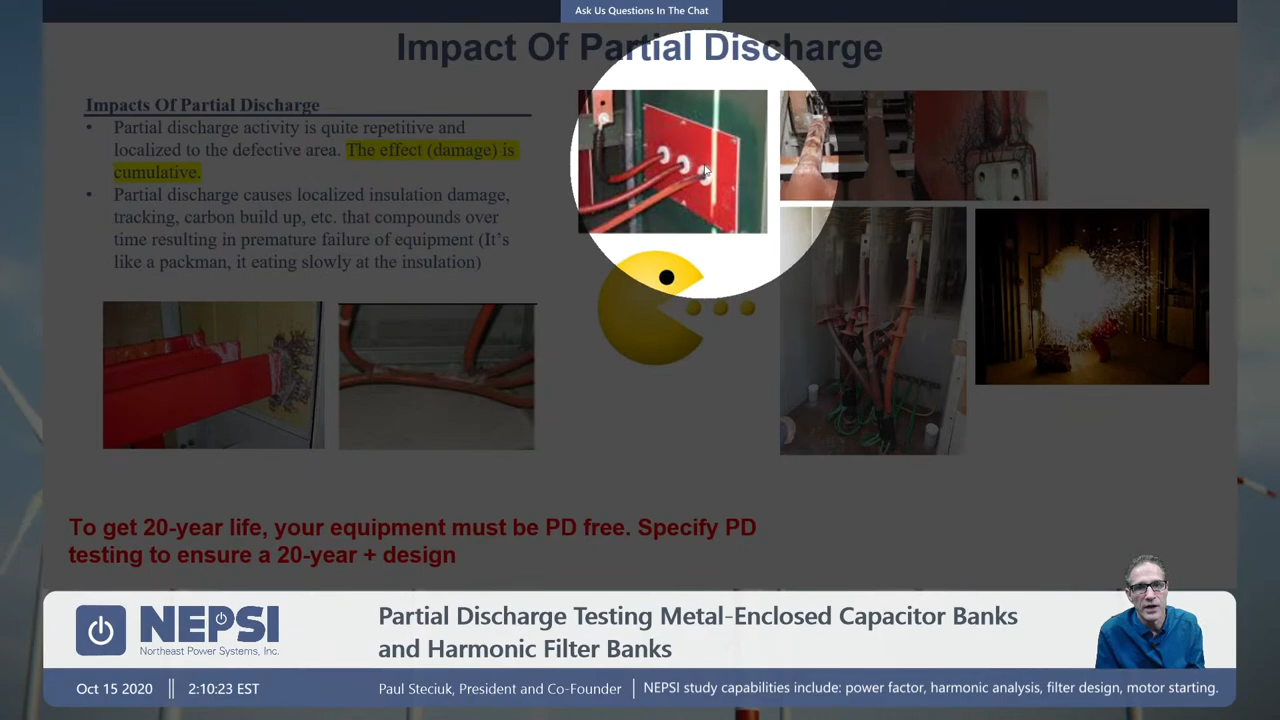 Ask Us Questions In The Chat
Impact Of Partial Discharge
Impacts Of Partial Discharge
• Partial discharge activity is quite repetitive and
localized to the defective area. The effect (damage) is
cumulative.
• Partial discharge causes localized insulation damage,
tracking, carbon build up, etc. that compounds over
time resulting in premature failure of equipment (It's
like a packman, it eating slowly at the insulation)
To get 20-year life, your equipment must be PD free. Specify PD
testing to ensure a 20-year + design
NEPSI
Northeast Power Systems, Inc.
Partial Discharge Testing Metal-Enclosed Capacitor Banks
and Harmonic Filter Banks
Oct 15 2020 2:10:23 EST
Paul Steciuk, President and Co-Founder
NEPSI study capabilities include: power factor, harmonic analysis, filter design, motor starting.